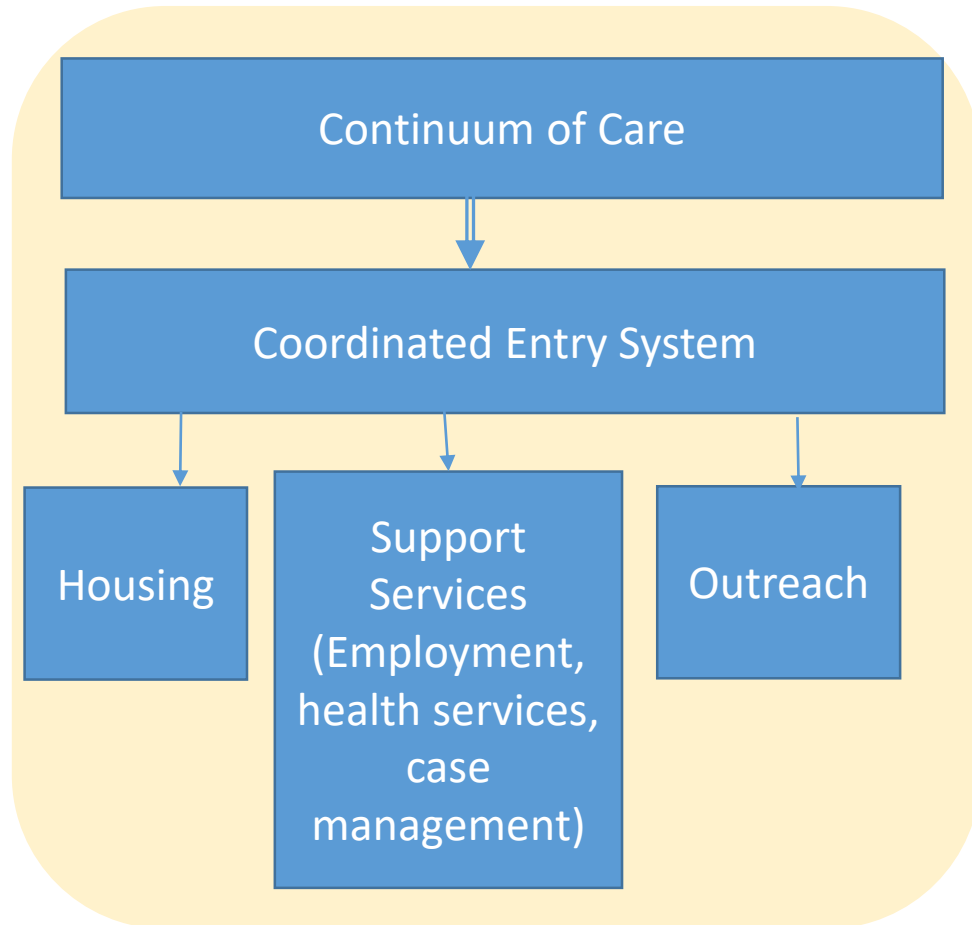 Continuum of Care
Coordinated Entry System
Housing
Support
Services
(Employment,
health services,
case
management)
Outreach